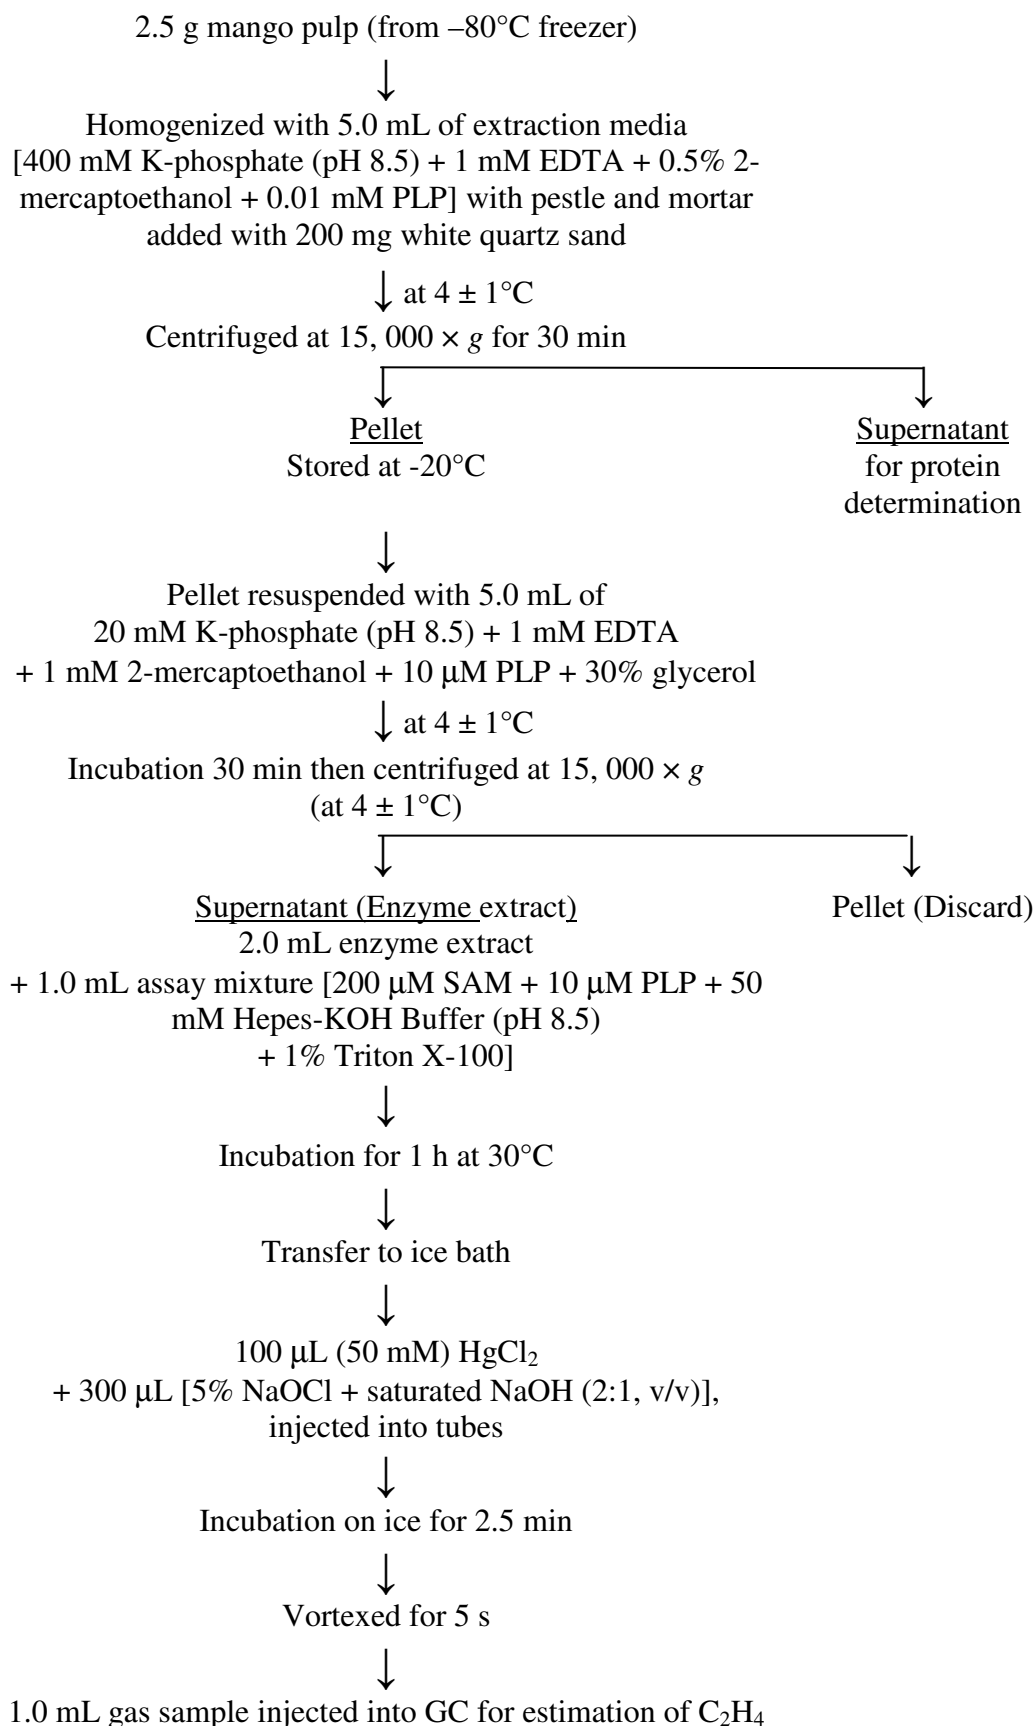 2.5 g mango pulp (from –80°C freezer)
Homogenized with 5.0 mL of extraction media
[400 mM K-phosphate (pH 8.5) + 1 mM EDTA + 0.5% 2-
mercaptoethanol + 0.01 mM PLP] with pestle and mortar
added with 200 mg white quartz sand
at 4 ± 1°C
Centrifuged at 15, 000 × g for 30 min
Pellet
Stored at -20°C
Supernatant
for protein
determination
Pellet resuspended with 5.0 mL of
20 mM K-phosphate (pH 8.5) + 1 mM EDTA
+ 1 mM 2-mercaptoethanol + 10 μM PLP + 30% glycerol
at 4 ± 1°C
Incubation 30 min then centrifuged at 15, 000 × g
(at 4 ± 1°C)
Supernatant (Enzyme extract)
Pellet (Discard)
2.0 mL enzyme extract
+ 1.0 mL assay mixture [200 μM SAM + 10 μM PLP + 50
mM Hepes-KOH Buffer (pH 8.5)
+ 1% Triton X-100]
Incubation for 1 h at 30°C
Transfer to ice bath
100 μL (50 mM) HgCl₂
+ 300 μL [5% NaOCl + saturated NaOH (2:1, v/v)],
injected into tubes
Incubation on ice for 2.5 min
Vortexed for 5 s
1.0 mL gas sample injected into GC for estimation of C₂H₄